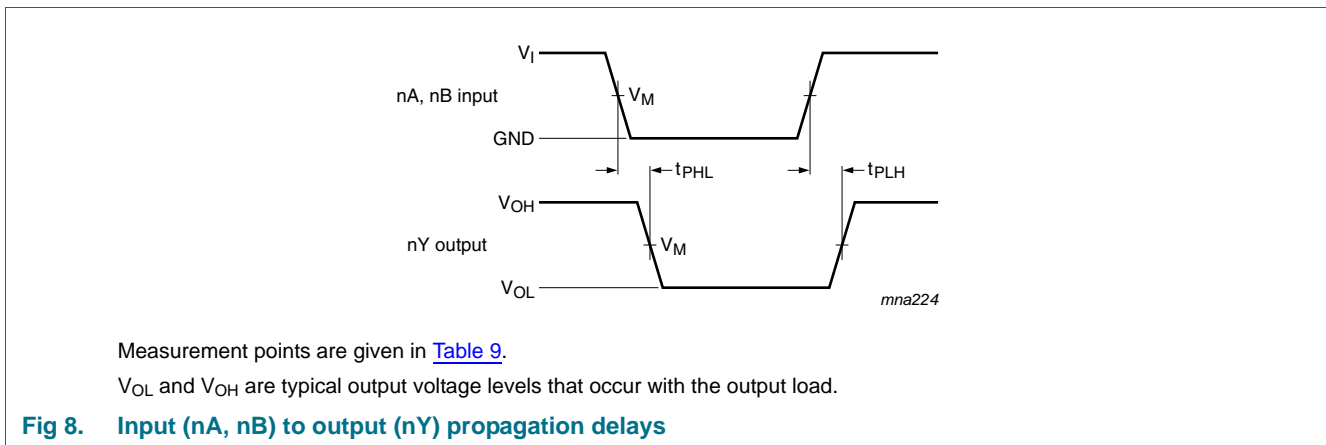 VI
nA, nB input
VM
GND
tPHL
tPLH
VOH
nY output
VM
VOL
mna224
Measurement points are given in Table 9.
VOL and VOH are typical output voltage levels that occur with the output load.
Fig 8. Input (nA, nB) to output (nY) propagation delays